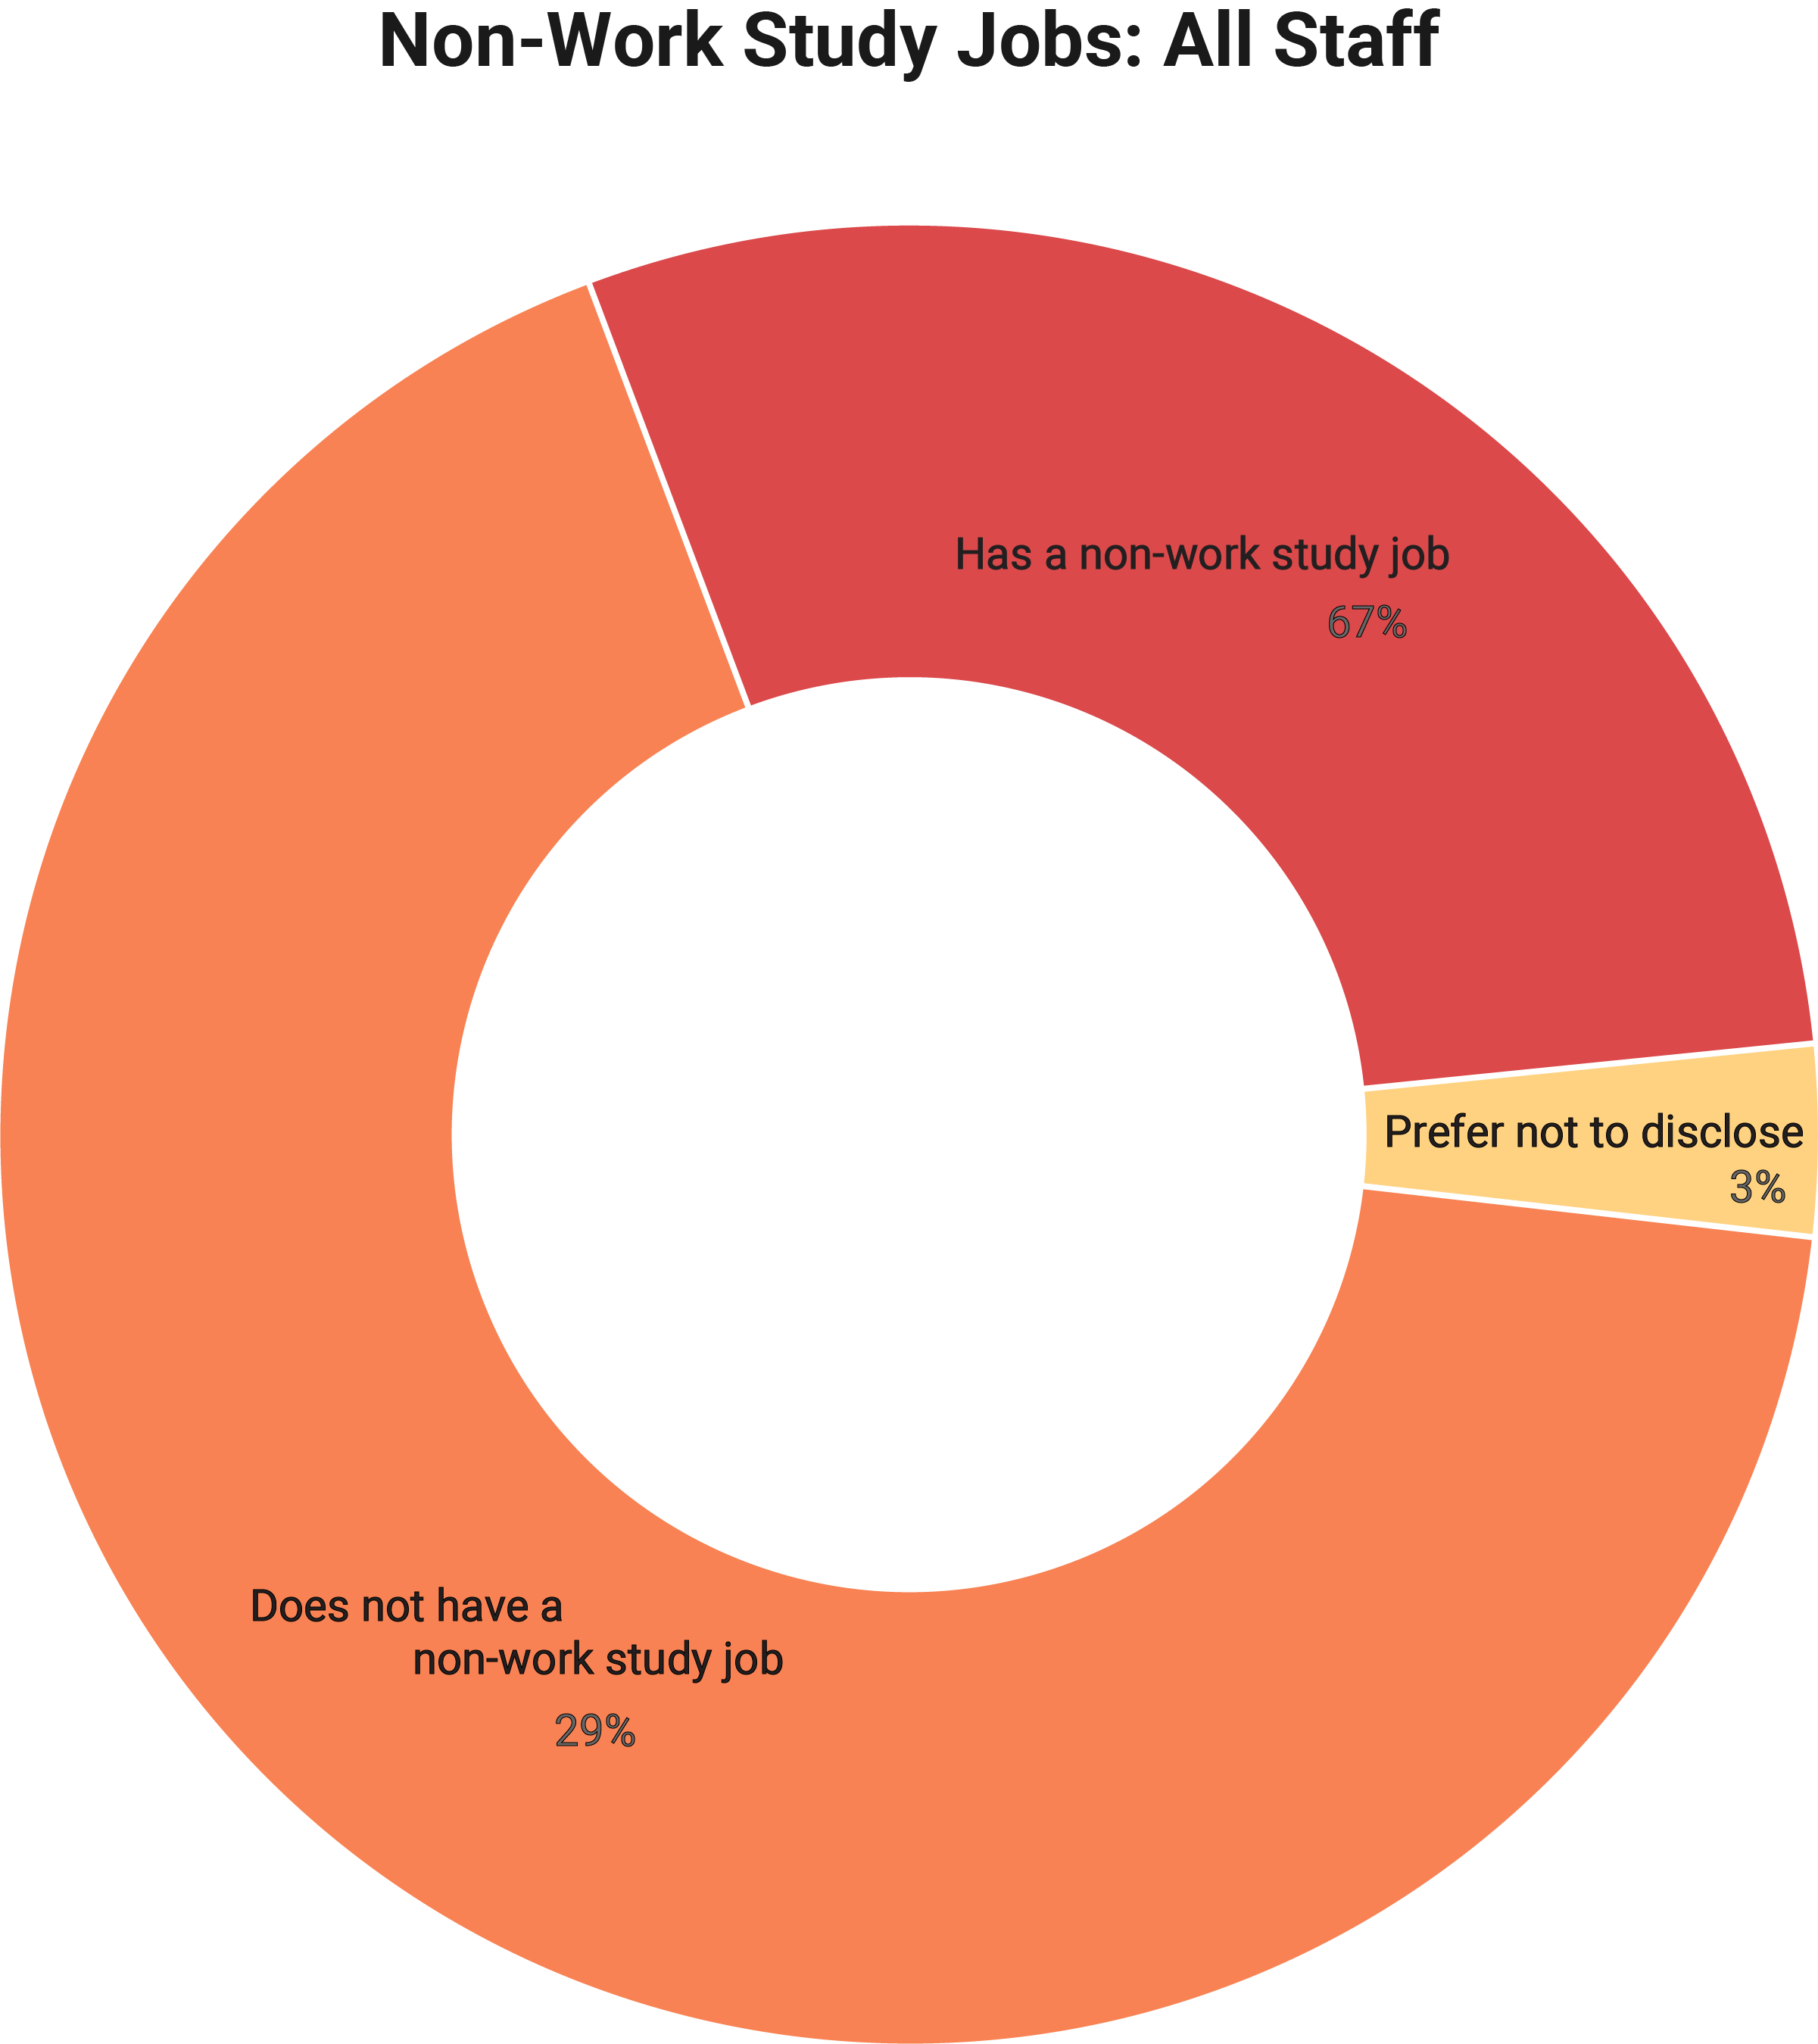 Non-Work Study Jobs: All Staff
Has a non-work study job
67%
Prefer not to disclose
3%
Does not have a
non-work study job
29%